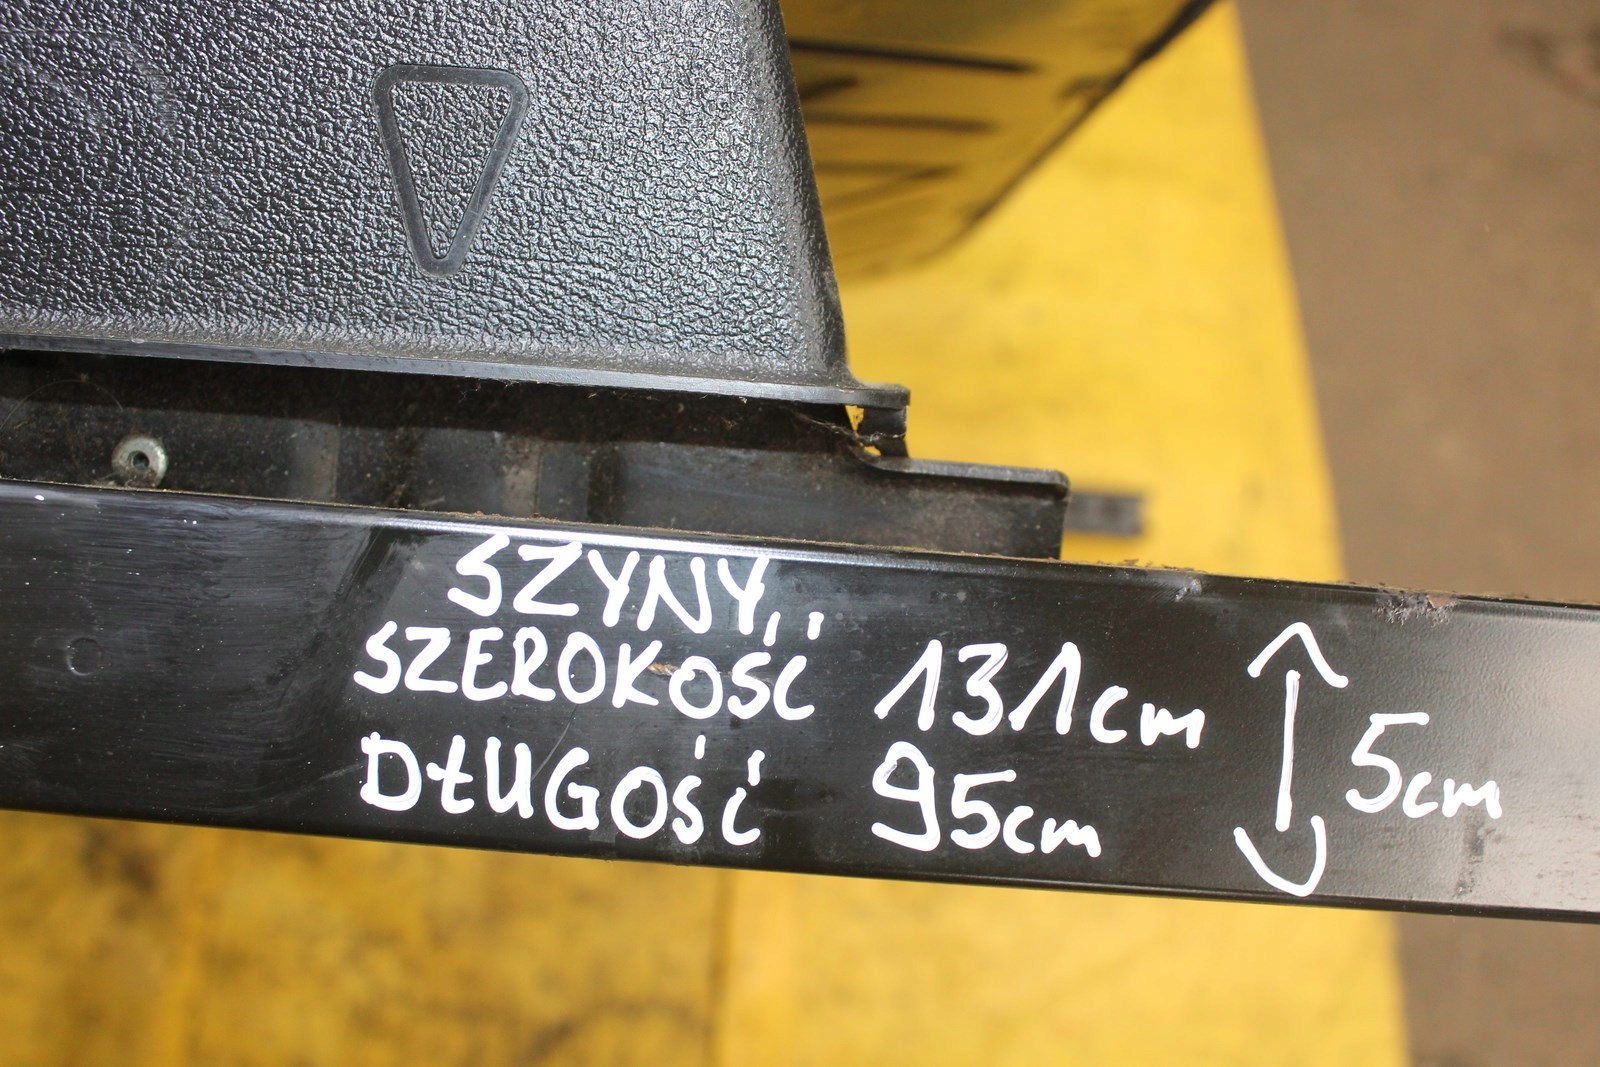 SZYNY
SZEROKOŚĆ 131cm
DŁUGOŚĆ 95cm
5cm